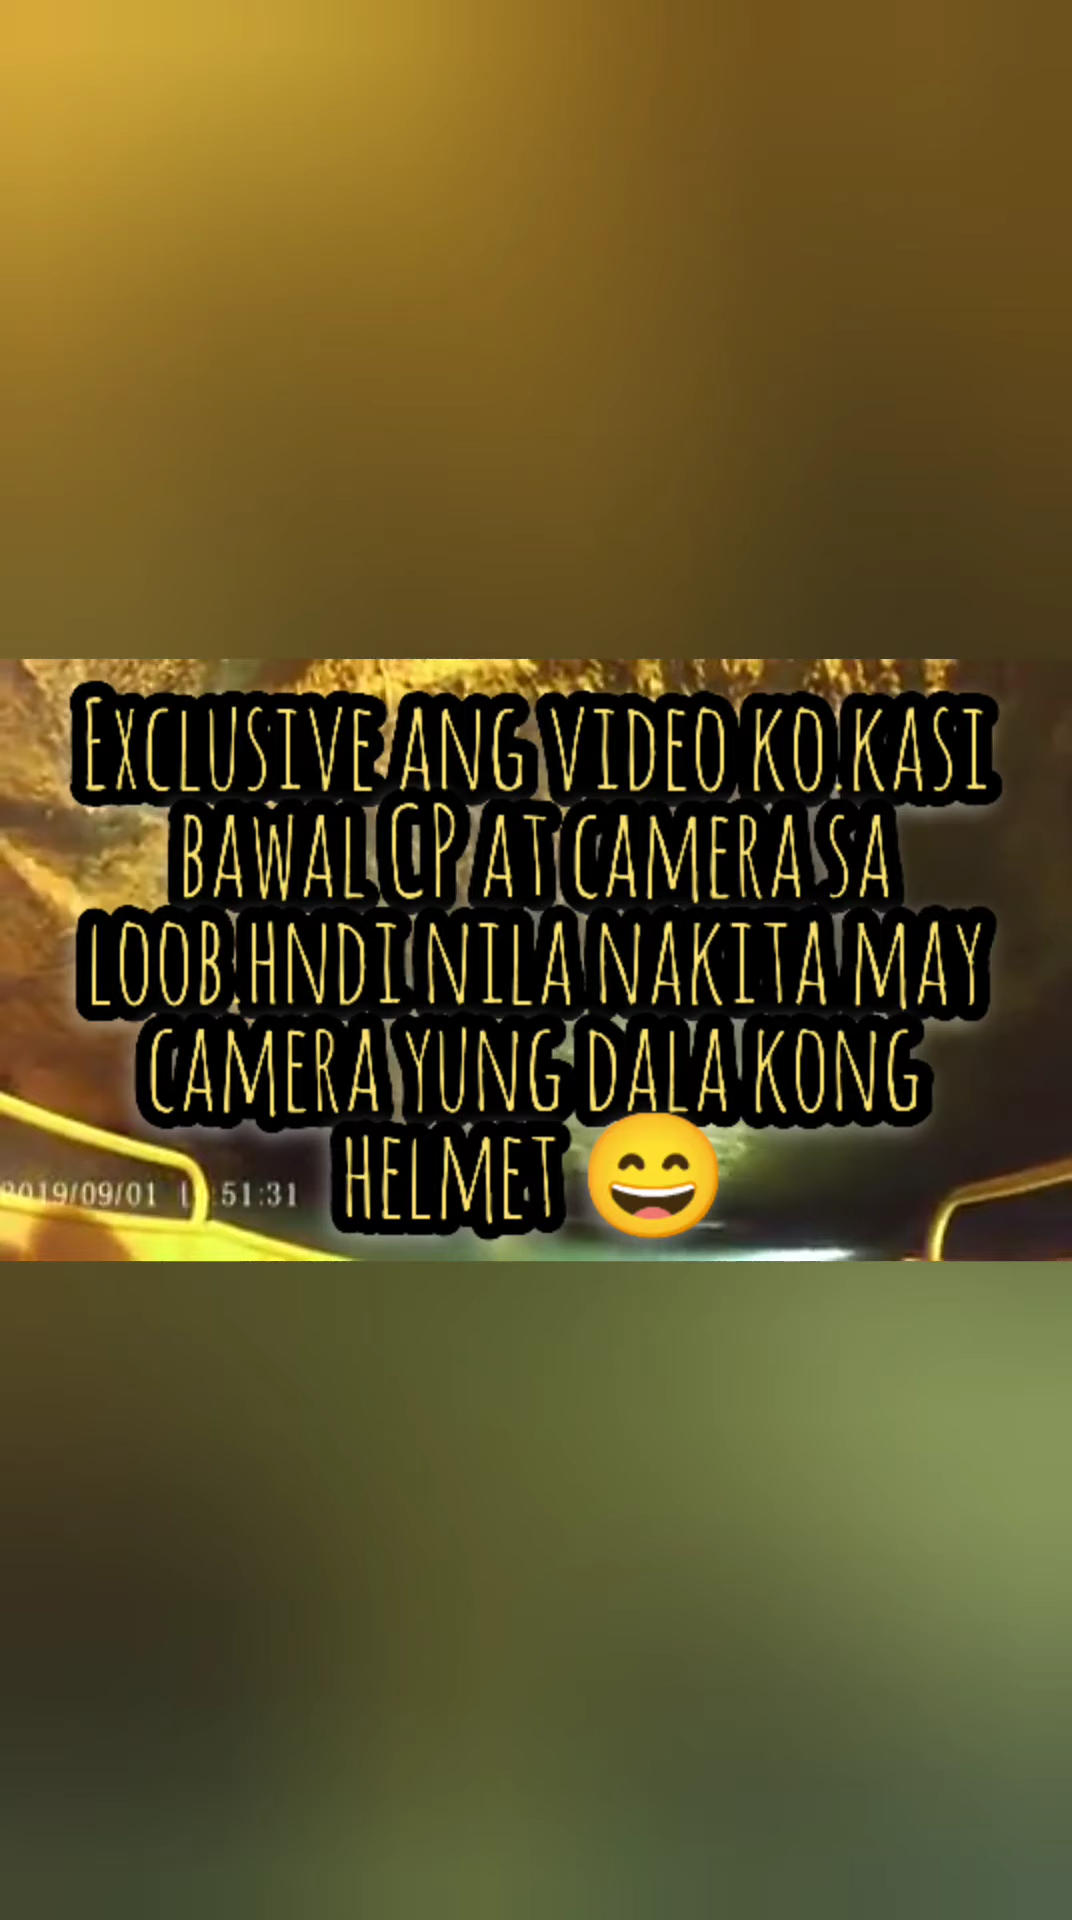 Exclusive ang video ko.kasi
bawal CP at camera sa
loob.hndi nila nakita may
camera yung dala kong
helmet 😄
2019/09/01 1 :51:31